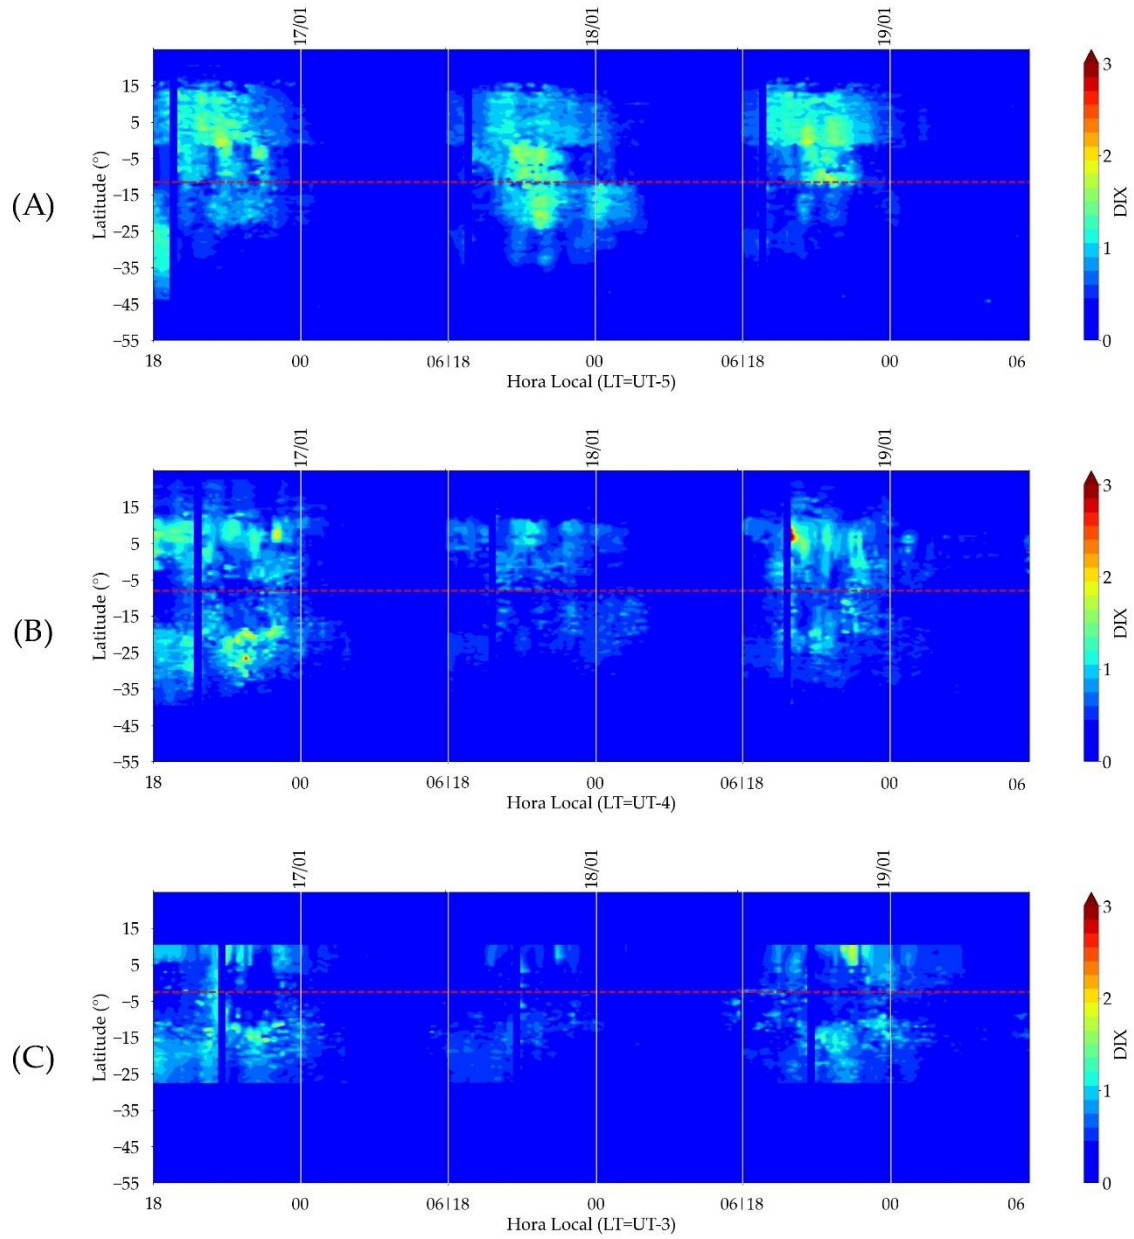 17/01 18/01 19/01
(A)
Latitude (°)
15
5
−5
−15
−25
−35
−45
−55
18 00 06|18 00 06|18 00 06
Hora Local (LT=UT-5)
3
2
1
0
DIX
17/01 18/01 19/01
(B)
Latitude (°)
15
5
−5
−15
−25
−35
−45
−55
18 00 06|18 00 06|18 00 06
Hora Local (LT=UT-4)
3
2
1
0
DIX
17/01 18/01 19/01
(C)
Latitude (°)
15
5
−5
−15
−25
−35
−45
−55
18 00 06|18 00 06|18 00 06
Hora Local (LT=UT-3)
3
2
1
0
DIX